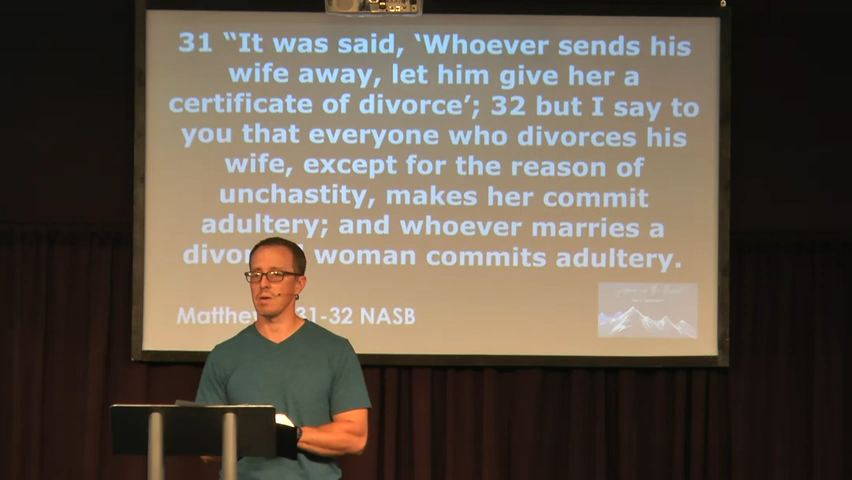 31 “It was said, ‘Whoever sends his
wife away, let him give her a
certificate of divorce’; 32 but I say to
you that everyone who divorces his
wife, except for the reason of
unchastity, makes her commit
adultery; and whoever marries a
woman commits adultery.
31-32 NASB